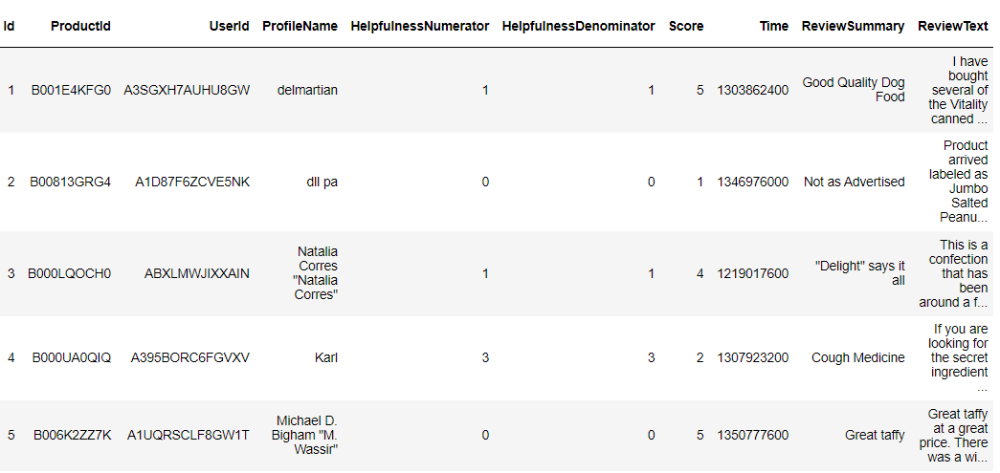 Id ProductId UserId ProfileName HelpfulnessNumerator HelpfulnessDenominator Score Time ReviewSummary ReviewText
1 B001E4KFG0 A3SGXH7AUHU8GW delmartian 1 1 5 1303862400 Good Quality Dog
Food
I have
bought
several of
the Vitality
canned ...
2 B00813GRG4 A1D87F6ZCVE5NK dll pa 0 0 1 1346976000 Not as Advertised
Product
arrived
labeled as
Jumbo
Salted
Peanu...
3 B000LQOCH0 ABXLMWJIXXAIN
Natalia
Corres
"Natalia
Corres"
1 1 4 1219017600
"Delight" says it
all
This is a
confection
that has
been
around a f...
4 B000UA0QIQ A395BORC6FGVXV Karl 3 3 2 1307923200 Cough Medicine
If you are
looking for
the secret
ingredient
...
5 B006K2ZZ7K A1UQRSCLF8GW1T
Michael D.
Bigham "M.
Wassir"
0 0 5 1350777600 Great taffy
Great taffy
at a great
price. There
was a wi...